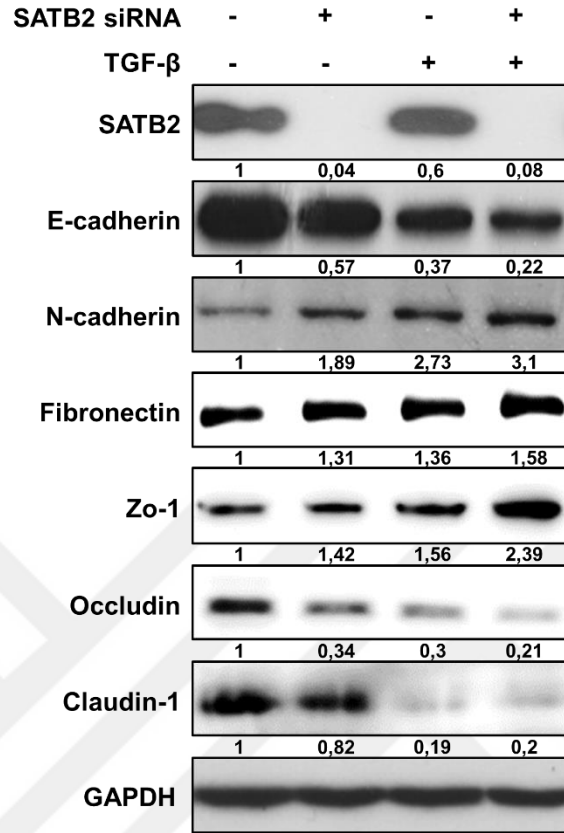 SATB2 siRNA - + - +
TGF-β - - + +
SATB2
1 0,04 0,6 0,08
E-cadherin
1 0,57 0,37 0,22
N-cadherin
1 1,89 2,73 3,1
Fibronectin
1 1,31 1,36 1,58
Zo-1
1 1,42 1,56 2,39
Occludin
1 0,34 0,3 0,21
Claudin-1
1 0,82 0,19 0,2
GAPDH